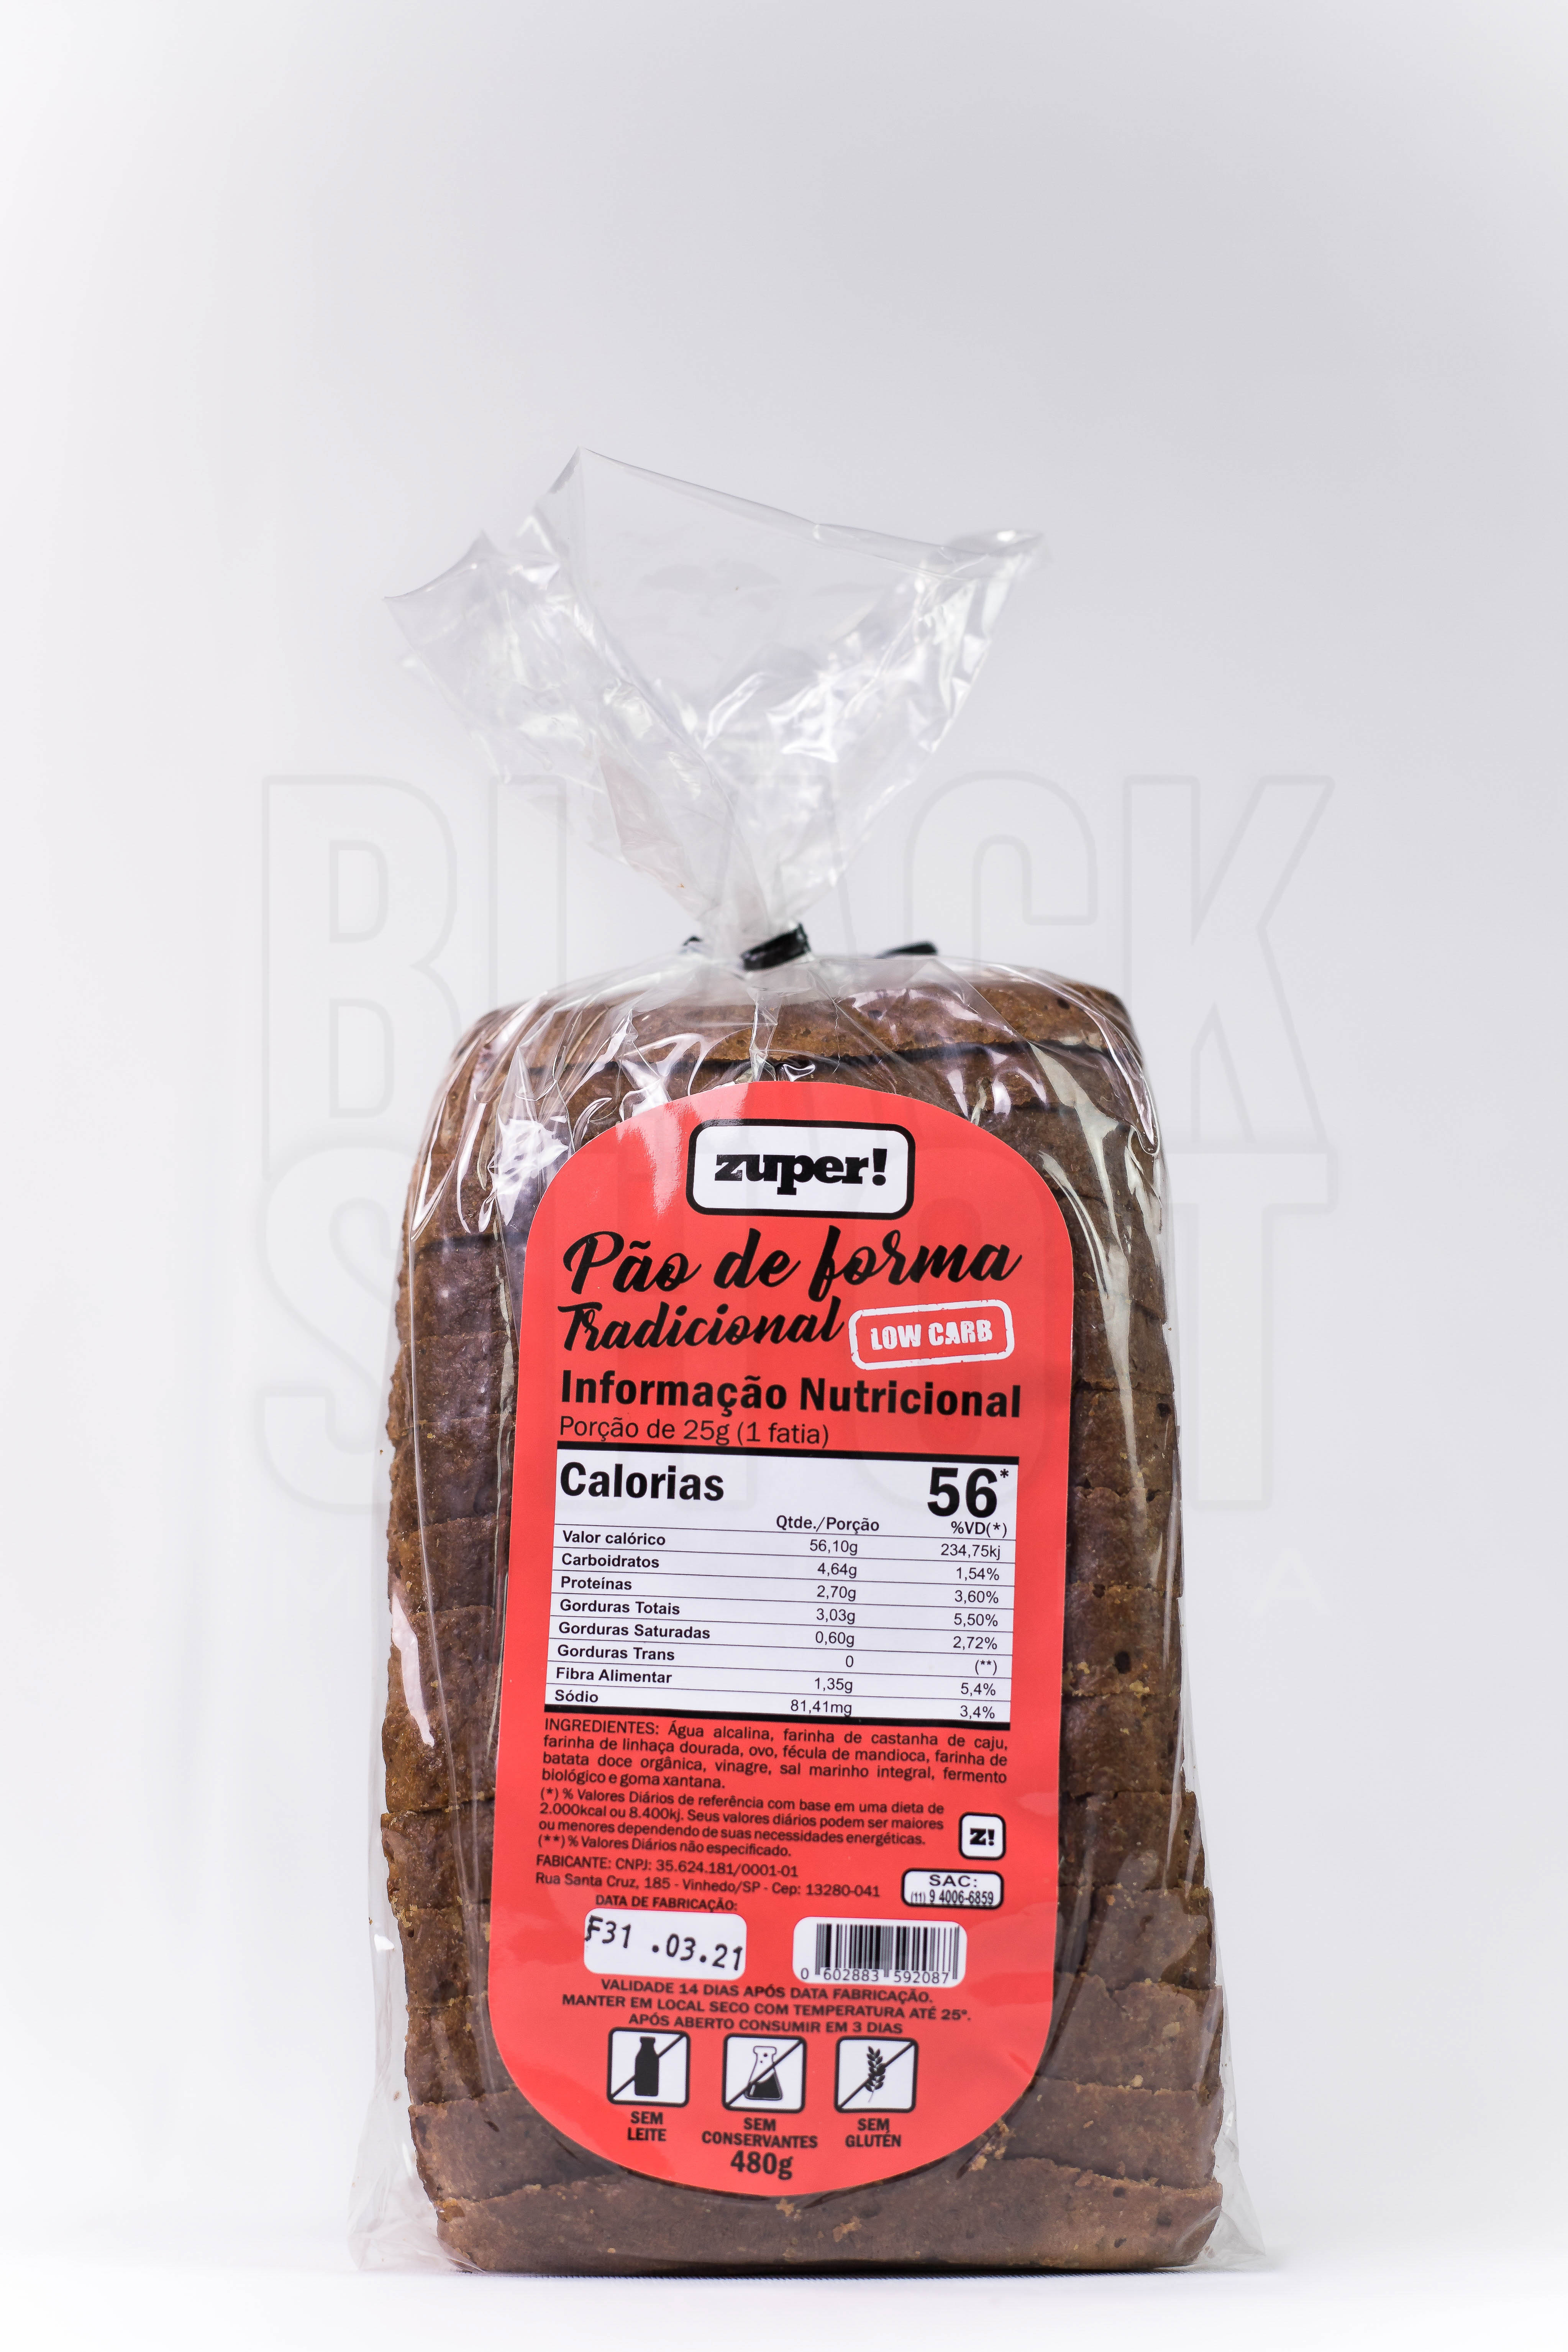 BLACK
SHOT
zuper!
Pão de forma
Tradicional LOW CARB
Informação Nutricional
Porção de 25g (1 fatia)
Calorias 56*
Qtde./Porção %VD(*)
Valor calórico 56,10g 234,75kj
Carboidratos 4,64g 1,54%
Proteínas 2,70g 3,60%
Gorduras Totais 3,03g 5,50%
Gorduras Saturadas 0,60g 2,72%
Gorduras Trans 0 (**)
Fibra Alimentar 1,35g 5,4%
Sódio 81,41mg 3,4%
INGREDIENTES: Água alcalina, farinha de castanha de caju,
farinha de linhaça dourada, ovo, fécula de mandioca, farinha de
batata doce orgânica, vinagre, sal marinho integral, fermento
biológico e goma xantana.
(*) % Valores Diários de referência com base em uma dieta de
2.000kcal ou 8.400kj. Seus valores diários podem ser maiores
ou menores dependendo de suas necessidades energéticas.
(**) % Valores Diários não especificado.
z!
FABICANTE: CNPJ: 35.624.181/0001-01
Rua Santa Cruz, 185 - Vinhedo/SP - Cep: 13280-041
SAC:
(11) 9 4006-6859
DATA DE FABRICAÇÃO:
F31 .03.21
0 602883 592087
VALIDADE 14 DIAS APÓS DATA FABRICAÇÃO.
MANTER EM LOCAL SECO COM TEMPERATURA ATÉ 25°.
APÓS ABERTO CONSUMIR EM 3 DIAS
SEM
LEITE
SEM
CONSERVANTES
SEM
GLUTÉN
480g